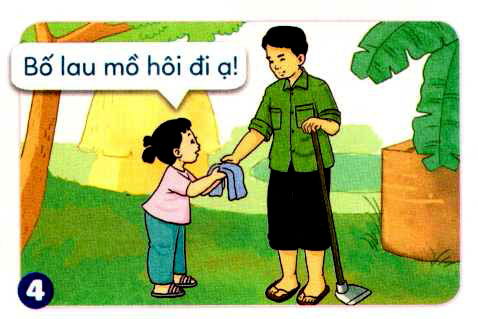 Bố lau mồ hôi đi ạ!
4